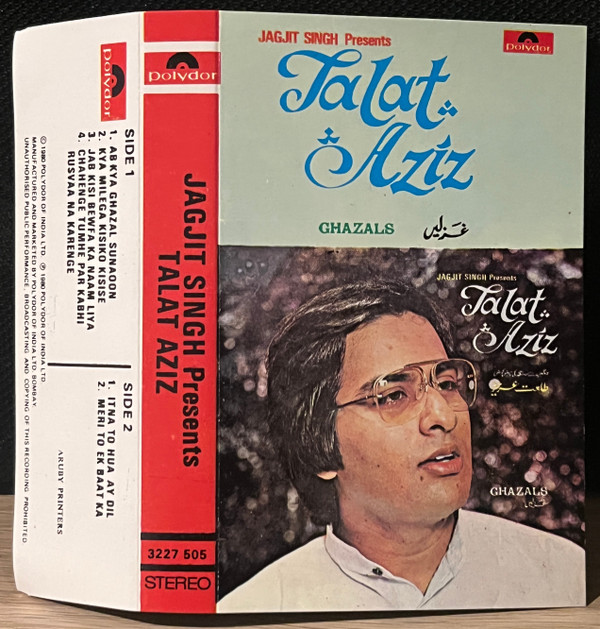 polydor
SIDE 1
1. AB KYA GHAZAL SUNAOON
2. KYA MILEGA KISIKO KISISE
3. JAB KISI BEWFA KA NAAM LIYA
4. CHAHENGE TUMHE PAR KABHI
RUSVAA NA KARENGE
SIDE 2
1. ITNA TO HUA AY DIL
2. MERI TO EK BAAT KA
© 1980 POLYDOR OF INDIA LTD. ℗ 1980 POLYDOR OF INDIA LTD.
MANUFACTURED AND MARKETED BY POLYDOR OF INDIA LTD. BOMBAY.
UNAUTHORISED PUBLIC PERFORMANCE, BROADCASTING AND COPYING OF THIS RECORDING PROHIBITED.
ARUBY PRINTERS
polydor
JAGJIT SINGH Presents
TALAT AZIZ
3227 505
STEREO
JAGJIT SINGH Presents
polydor
Talat
Aziz
GHAZALS غزلیں
JAGJIT SINGH Presents
Talat
Aziz
طلعت عزیز
GHAZALS
غزلیں